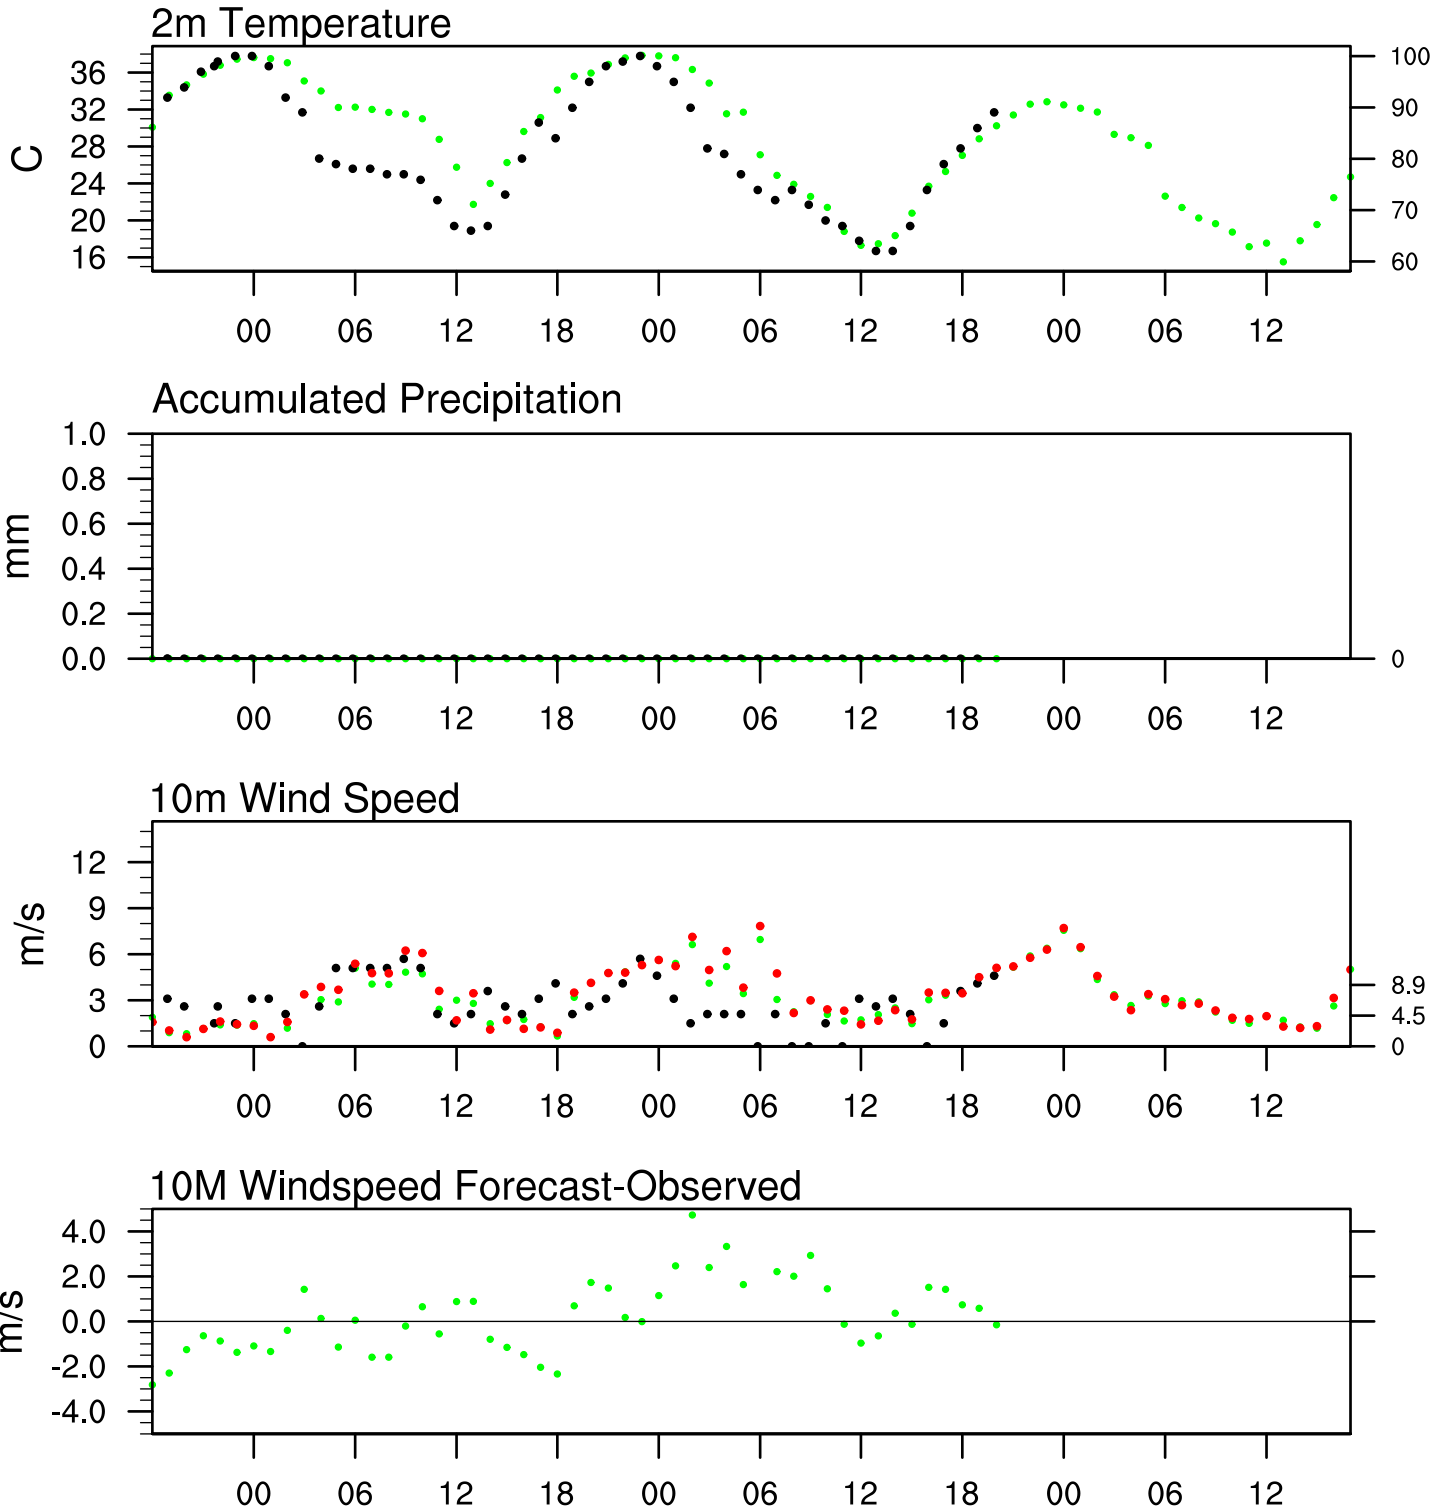 2m Temperature
36
32
28
24
20
16
C
100
90
80
70
60
00 06 12 18 00 06 12 18 00 06 12
Accumulated Precipitation
1.0
0.8
0.6
0.4
0.2
0.0
mm
0
00 06 12 18 00 06 12 18 00 06 12
10m Wind Speed
12
9
6
3
0
m/s
8.9
4.5
0
00 06 12 18 00 06 12 18 00 06 12
10M Windspeed Forecast-Observed
4.0
2.0
0.0
-2.0
-4.0
m/s
00 06 12 18 00 06 12 18 00 06 12